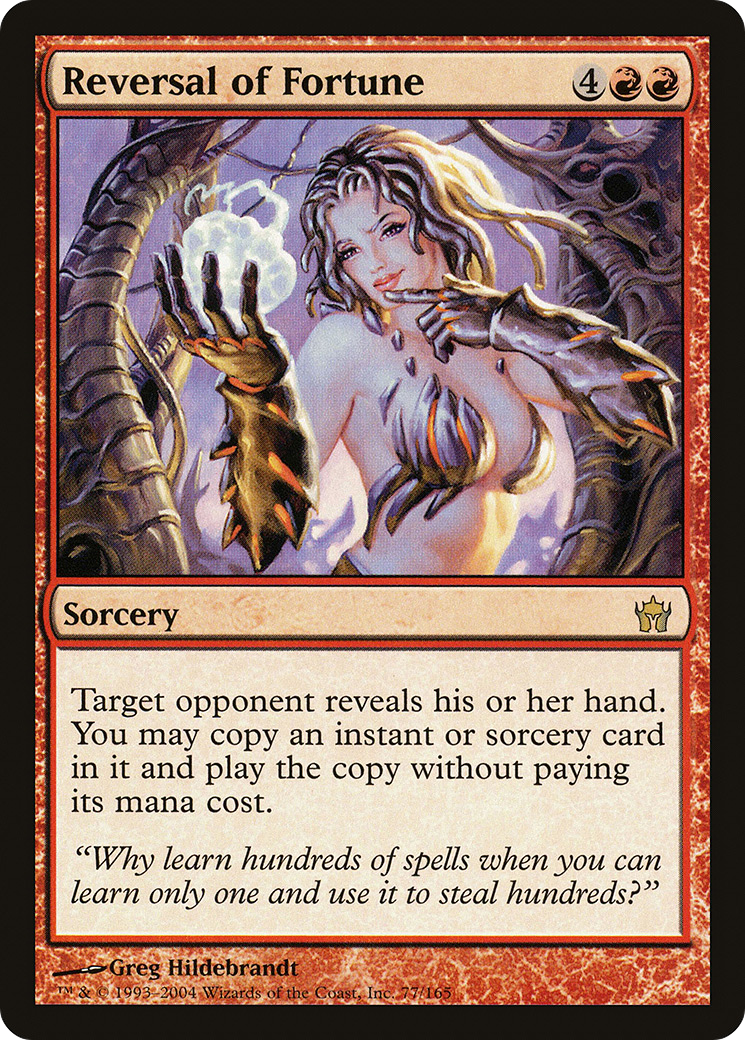 Reversal of Fortune 4
Sorcery
Target opponent reveals his or her hand.
You may copy an instant or sorcery card
in it and play the copy without paying
its mana cost.
“Why learn hundreds of spells when you can
learn only one and use it to steal hundreds?”
Greg Hildebrandt
™ & © 1993–2004 Wizards of the Coast, Inc. 77/165